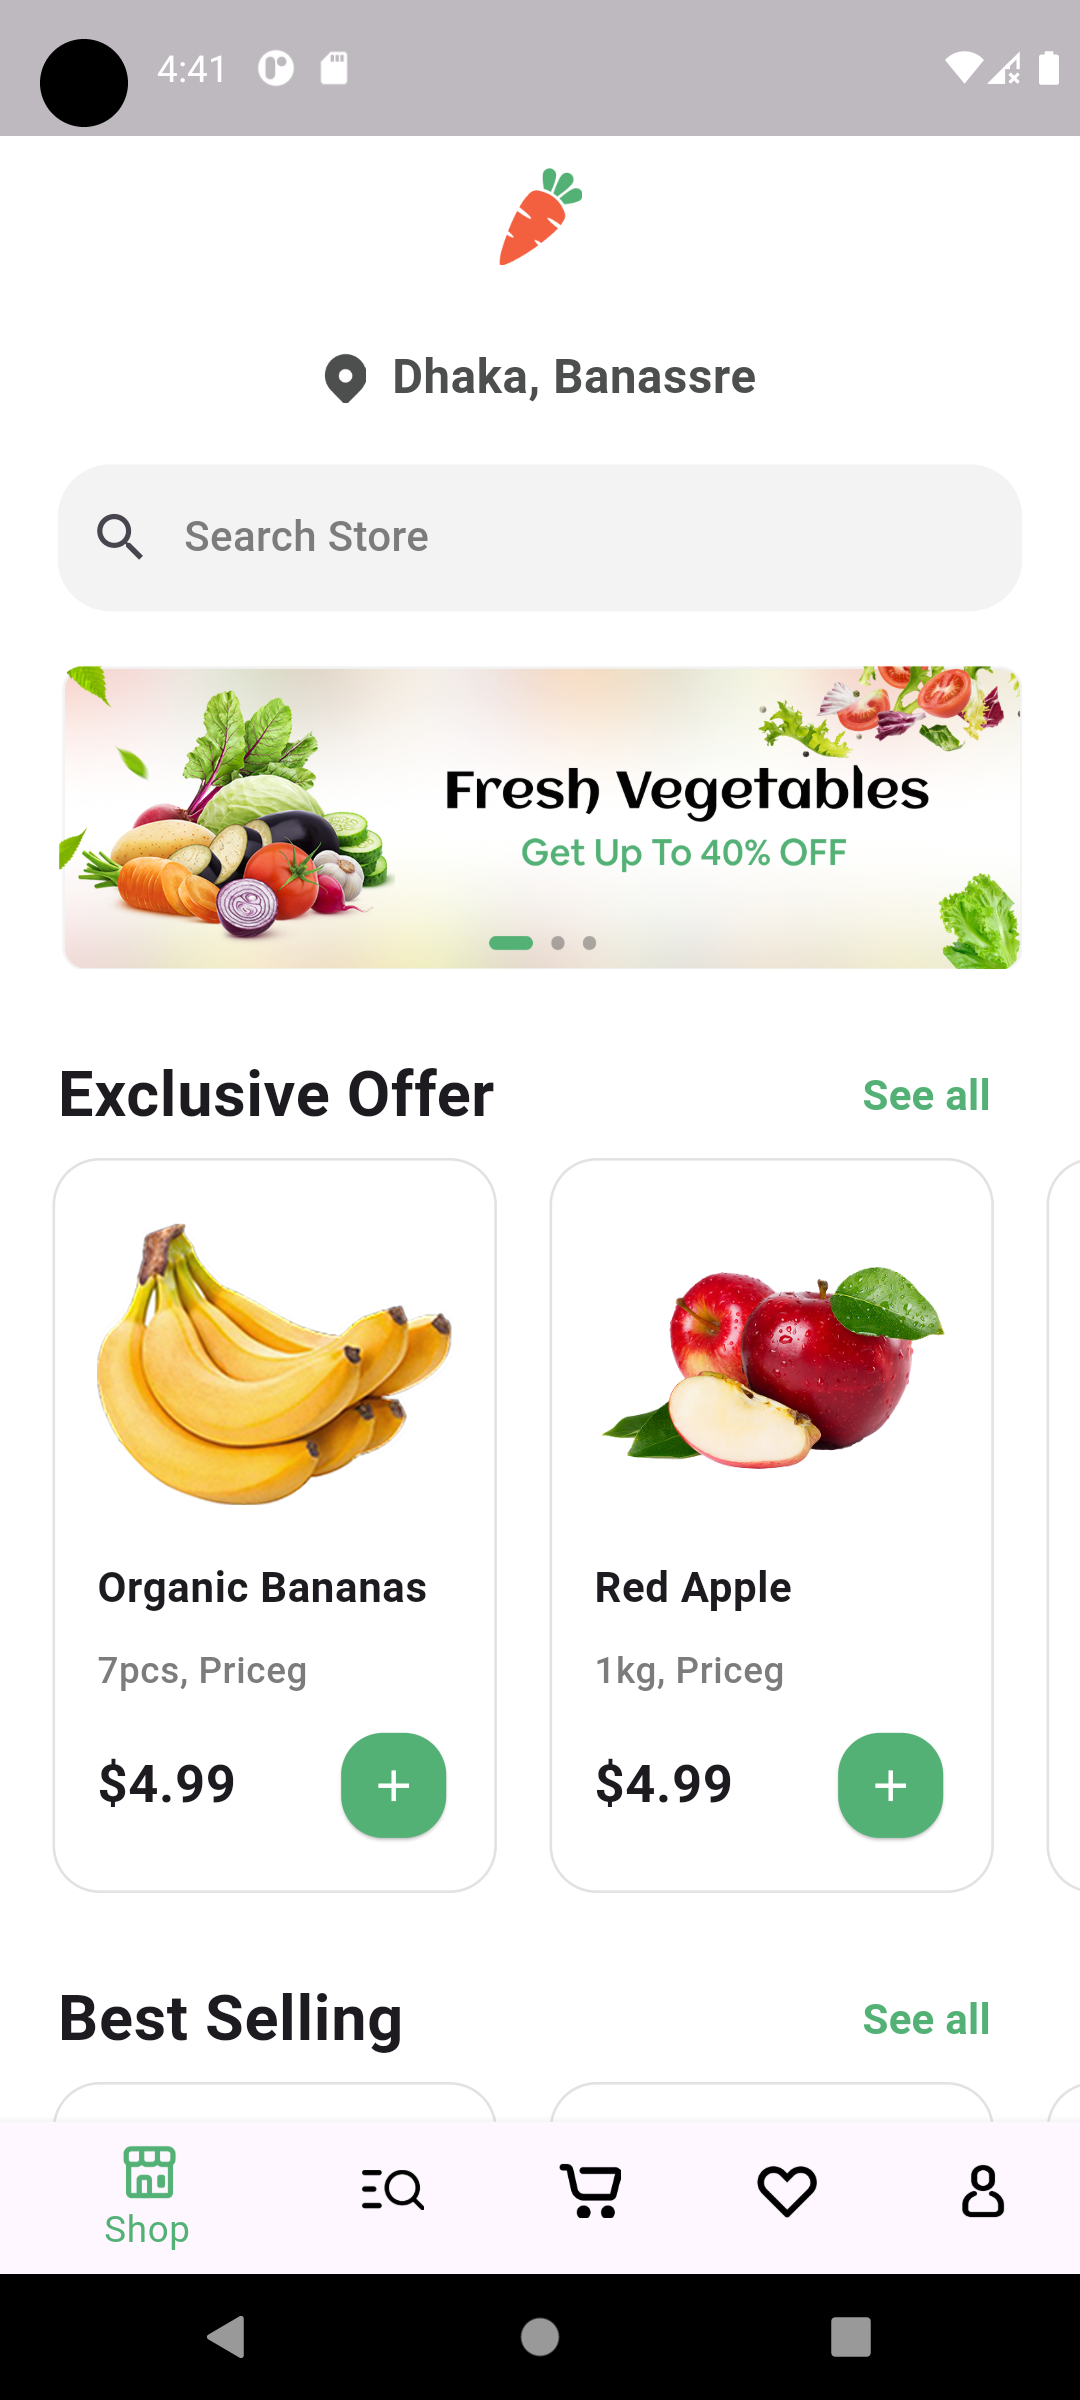 4:41
Dhaka, Banassre
Search Store
Fresh Vegetables
Get Up To 40% OFF
Exclusive Offer
See all
Organic Bananas
7pcs, Priceg
$4.99
Red Apple
1kg, Priceg
$4.99
Best Selling
See all
Shop